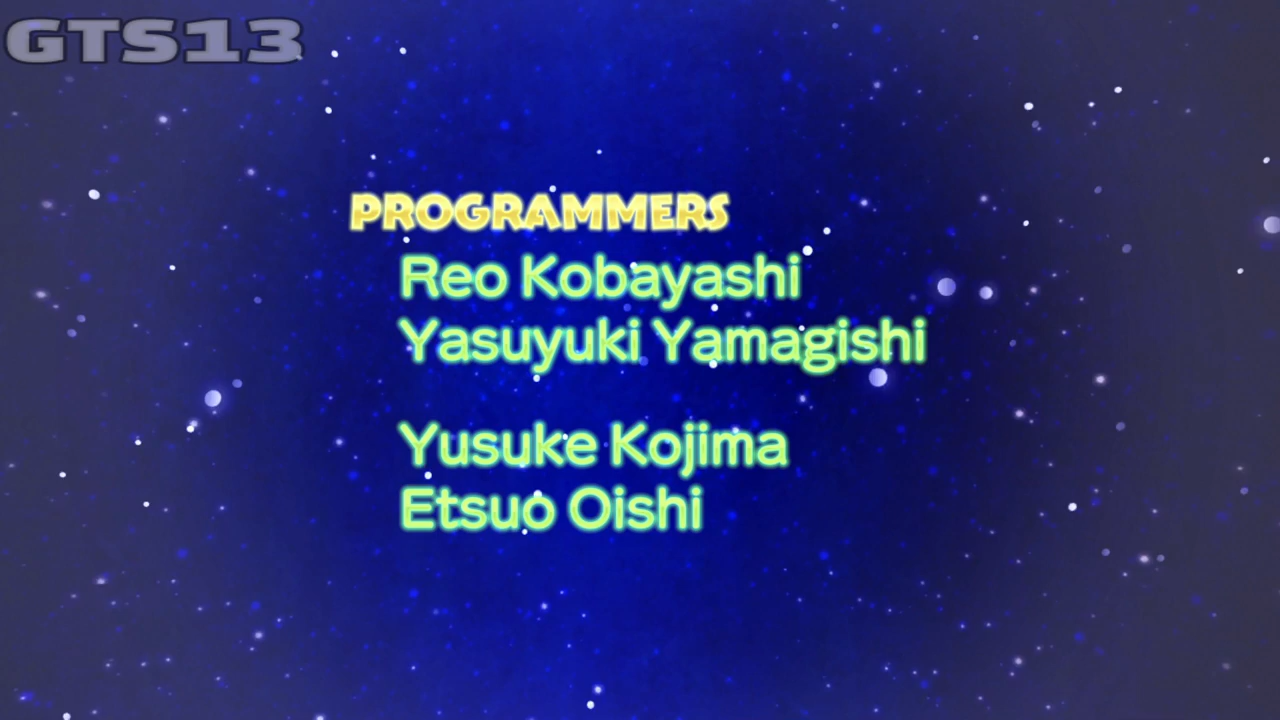 GTS13
PROGRAMMERS
Reo Kobayashi
Yasuyuki Yamagishi
Yusuke Kojima
Etsuo Oishi